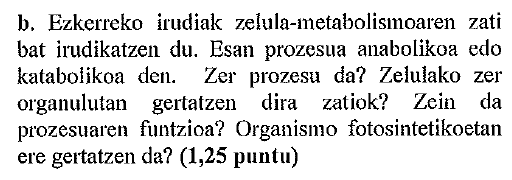 b. Ezkerreko irudiak zelula-metabolismoaren zati
bat irudikatzen du. Esan prozesua anabolikoa edo
katabolikoa den. Zer prozesu da? Zelulako zer
organulutan gertatzen dira zatiok? Zein da
prozesuaren funtzioa? Organismo fotosintetikoetan
ere gertatzen da? (1,25 puntu)